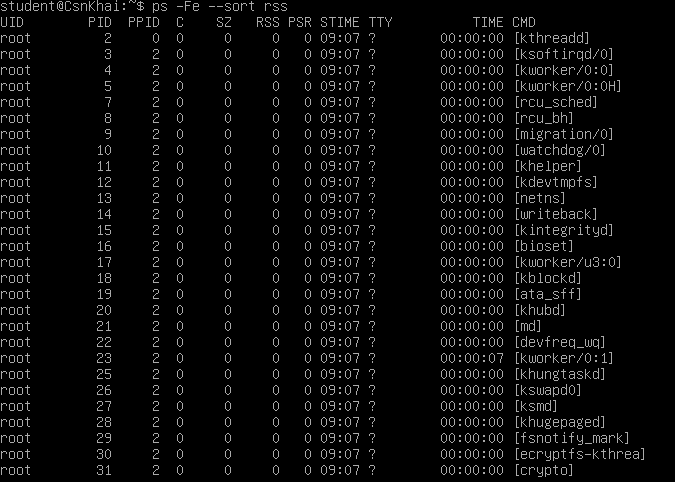 student@CsnKhai:~$ ps -Fe --sort rss
UID        PID  PPID  C    SZ   RSS PSR STIME TTY          TIME CMD
root         2     0  0     0     0   0 09:07 ?        00:00:00 [kthreadd]
root         3     2  0     0     0   0 09:07 ?        00:00:00 [ksoftirqd/0]
root         4     2  0     0     0   0 09:07 ?        00:00:00 [kworker/0:0]
root         5     2  0     0     0   0 09:07 ?        00:00:00 [kworker/0:0H]
root         7     2  0     0     0   0 09:07 ?        00:00:00 [rcu_sched]
root         8     2  0     0     0   0 09:07 ?        00:00:00 [rcu_bh]
root         9     2  0     0     0   0 09:07 ?        00:00:00 [migration/0]
root        10     2  0     0     0   0 09:07 ?        00:00:00 [watchdog/0]
root        11     2  0     0     0   0 09:07 ?        00:00:00 [khelper]
root        12     2  0     0     0   0 09:07 ?        00:00:00 [kdevtmpfs]
root        13     2  0     0     0   0 09:07 ?        00:00:00 [netns]
root        14     2  0     0     0   0 09:07 ?        00:00:00 [writeback]
root        15     2  0     0     0   0 09:07 ?        00:00:00 [kintegrityd]
root        16     2  0     0     0   0 09:07 ?        00:00:00 [bioset]
root        17     2  0     0     0   0 09:07 ?        00:00:00 [kworker/u3:0]
root        18     2  0     0     0   0 09:07 ?        00:00:00 [kblockd]
root        19     2  0     0     0   0 09:07 ?        00:00:00 [ata_sff]
root        20     2  0     0     0   0 09:07 ?        00:00:00 [khubd]
root        21     2  0     0     0   0 09:07 ?        00:00:00 [md]
root        22     2  0     0     0   0 09:07 ?        00:00:00 [devfreq_wq]
root        23     2  0     0     0   0 09:07 ?        00:00:07 [kworker/0:1]
root        25     2  0     0     0   0 09:07 ?        00:00:00 [khungtaskd]
root        26     2  0     0     0   0 09:07 ?        00:00:00 [kswapd0]
root        27     2  0     0     0   0 09:07 ?        00:00:00 [ksmd]
root        28     2  0     0     0   0 09:07 ?        00:00:00 [khugepaged]
root        29     2  0     0     0   0 09:07 ?        00:00:00 [fsnotify_mark]
root        30     2  0     0     0   0 09:07 ?        00:00:00 [ecryptfs-kthrea]
root        31     2  0     0     0   0 09:07 ?        00:00:00 [crypto]